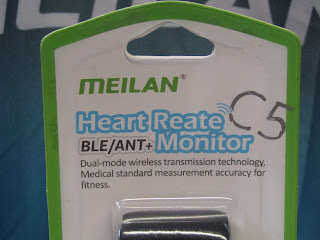 MEILAN®
Heart Reate C5
BLE/ANT+ Monitor
Dual-mode wireless transmission technology,
Medical standard measurement accuracy for
fitness.